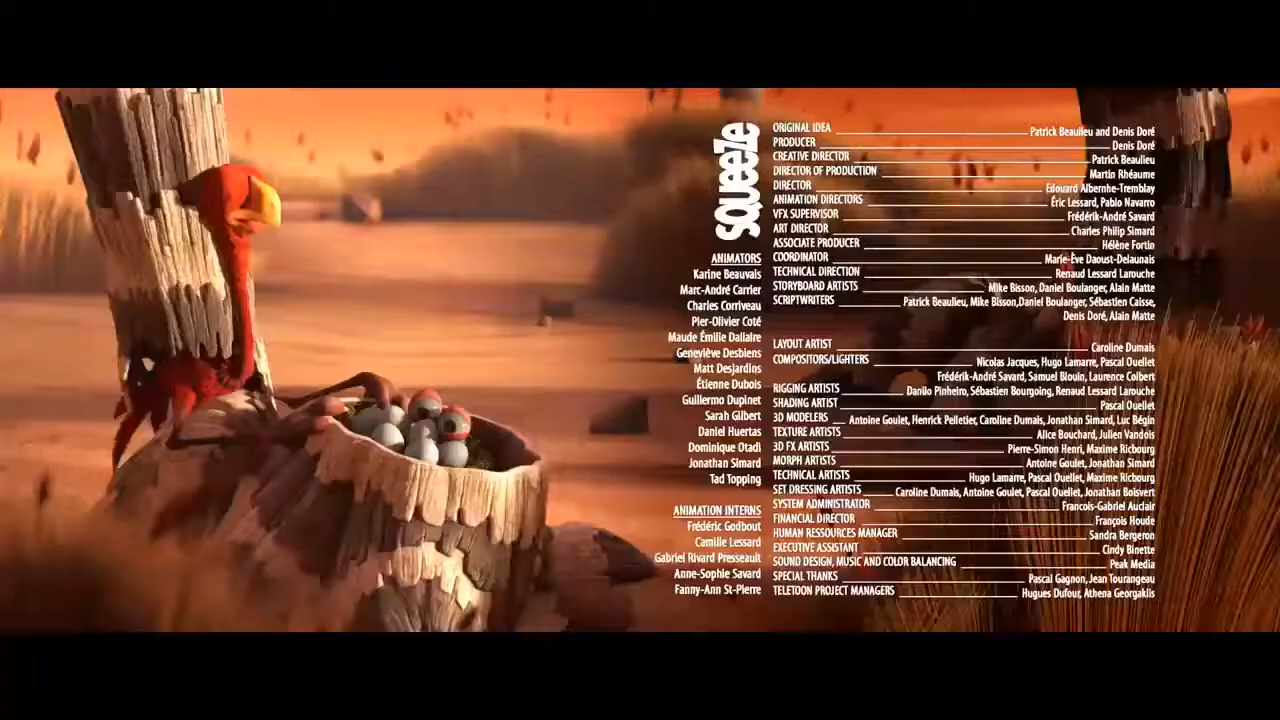 squeeze
ANIMATORS
Karine Beauvais
Marc-André Carrier
Charles Corriveau
Pier-Olivier Coté
Maude Émilie Dallaire
Geneviève Desbiens
Matt Desjardins
Étienne Dubois
Guillermo Dupinet
Sarah Gilbert
Daniel Huertas
Dominique Otadi
Jonathan Simard
Tad Topping
ANIMATION INTERNS
Frédéric Godbout
Camille Lessard
Gabriel Rivard Presseault
Anne-Sophie Savard
Fanny-Ann St-Pierre
ORIGINAL IDEA Patrick Beaulieu and Denis Doré
PRODUCER Denis Doré
CREATIVE DIRECTOR Patrick Beaulieu
DIRECTOR OF PRODUCTION Martin Rhéaume
DIRECTOR Edouard Albernhe-Tremblay
ANIMATION DIRECTORS Éric Lessard, Pablo Navarro
VFX SUPERVISOR Frédérik-André Savard
ART DIRECTOR Charles Philip Simard
ASSOCIATE PRODUCER Hélène Fortin
COORDINATOR Marie-Ève Daoust-Delaunais
TECHNICAL DIRECTION Renaud Lessard Larouche
STORYBOARD ARTISTS Mike Bisson, Daniel Boulanger, Alain Matte
SCRIPTWRITERS Patrick Beaulieu, Mike Bisson,Daniel Boulanger, Sébastien Caisse,
Denis Doré, Alain Matte
LAYOUT ARTIST Caroline Dumais
COMPOSITORS/LIGHTERS Nicolas Jacques, Hugo Lamarre, Pascal Ouellet
Frédérik-André Savard, Samuel Blouin, Laurence Colbert
RIGGING ARTISTS Danilo Pinheiro, Sébastien Bourgoing, Renaud Lessard Larouche
SHADING ARTIST Pascal Ouellet
3D MODELERS Antoine Goulet, Henrick Pelletier, Caroline Dumais, Jonathan Simard, Luc Bégin
TEXTURE ARTISTS Alice Bouchard, Julien Vandois
3D FX ARTISTS Pierre-Simon Henri, Maxime Ricbourg
MORPH ARTISTS Antoine Goulet, Jonathan Simard
TECHNICAL ARTISTS Hugo Lamarre, Pascal Ouellet, Maxime Ricbourg
SET DRESSING ARTISTS Caroline Dumais, Antoine Goulet, Pascal Ouellet, Jonathan Boisvert
SYSTEM ADMINISTRATOR Francois-Gabriel Auclair
FINANCIAL DIRECTOR François Houde
HUMAN RESSOURCES MANAGER Sandra Bergeron
EXECUTIVE ASSISTANT Cindy Binette
SOUND DESIGN, MUSIC AND COLOR BALANCING Peak Media
SPECIAL THANKS Pascal Gagnon, Jean Tourangeau
TELETOON PROJECT MANAGERS Hugues Dufour, Athena Georgaklis